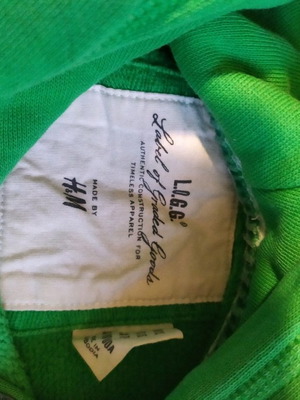 L.O.G.G
Label of Graded Goods
AUTHENTIC CONSTRUCTION FOR
TIMELESS APPAREL
MADE BY
H&M